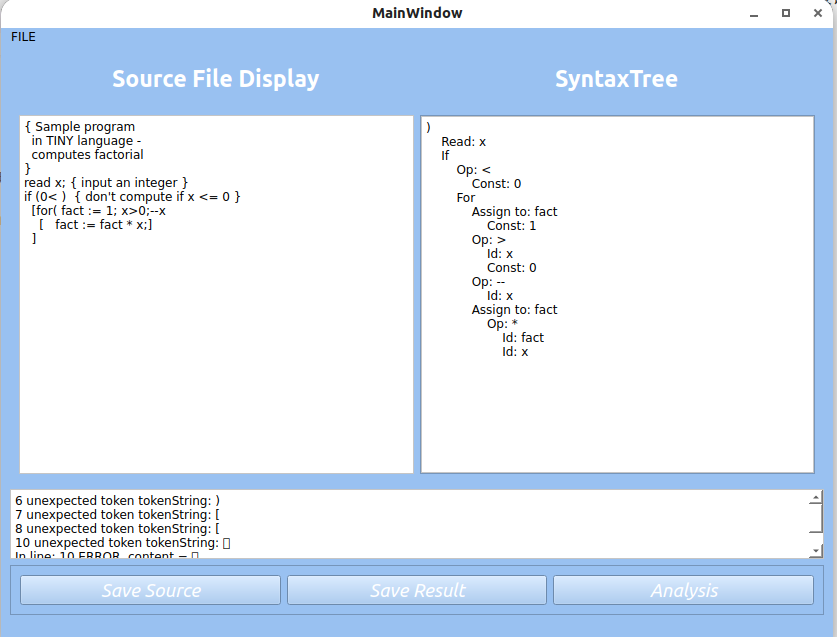 MainWindow
FILE
Source File Display
SyntaxTree
{ Sample program
in TINY language -
computes factorial
}
read x; { input an integer }
if (0< )  { don't compute if x <= 0 }
[for( fact := 1; x>0;--x
[   fact := fact * x;]
]
)
Read: x
If
Op: <
Const: 0
For
Assign to: fact
Const: 1
Op: >
Id: x
Const: 0
Op: --
Id: x
Assign to: fact
Op: *
Id: fact
Id: x
6 unexpected token tokenString: )
7 unexpected token tokenString: [
8 unexpected token tokenString: [
10 unexpected token tokenString: 
In line: 10 ERROR content =
Save Source
Save Result
Analysis